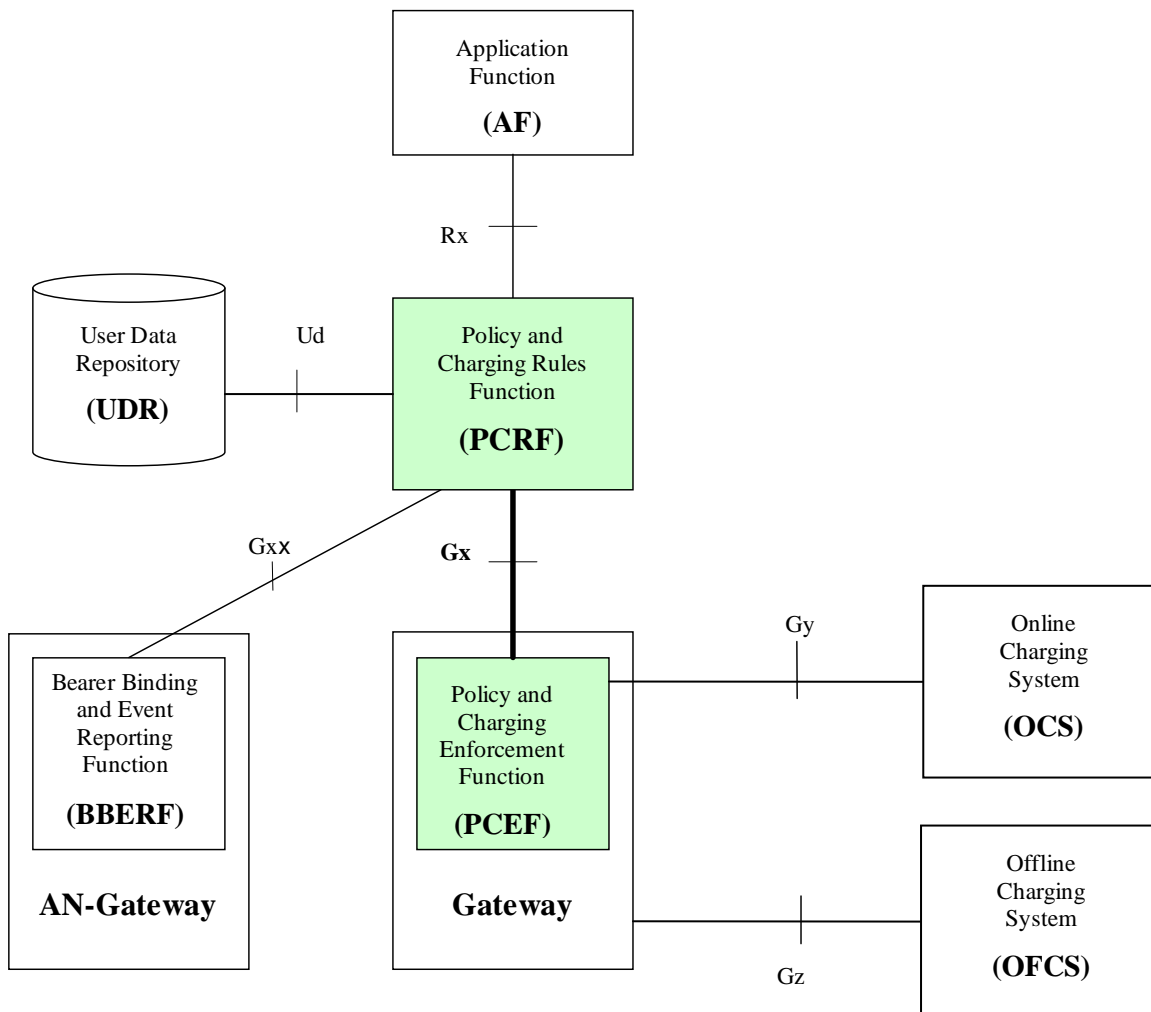 Application
Function
(AF)
Rx
User Data
Repository
(UDR)
Ud
Policy and
Charging Rules
Function
(PCRF)
Gxx
Gx
Bearer Binding
and Event
Reporting
Function
(BBERF)
AN-Gateway
Policy and
Charging
Enforcement
Function
(PCEF)
Gateway
Gy
Online
Charging
System
(OCS)
Gz
Offline
Charging
System
(OFCS)